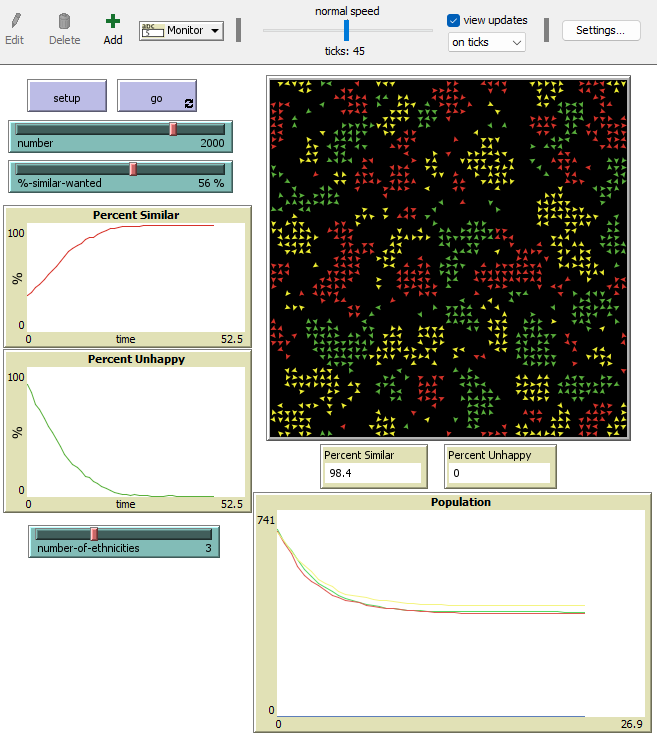 normal speed
Edit
Delete
Add
abc
5
Monitor
view updates
on ticks
Settings...
ticks: 45
setup
go
number
2000
%-similar-wanted
56 %
Percent Similar
100
%
0
0
time
52.5
Percent Unhappy
100
%
0
0
time
52.5
number-of-ethnicities
3
Percent Similar
98.4
Percent Unhappy
0
Population
741
0
0
26.9